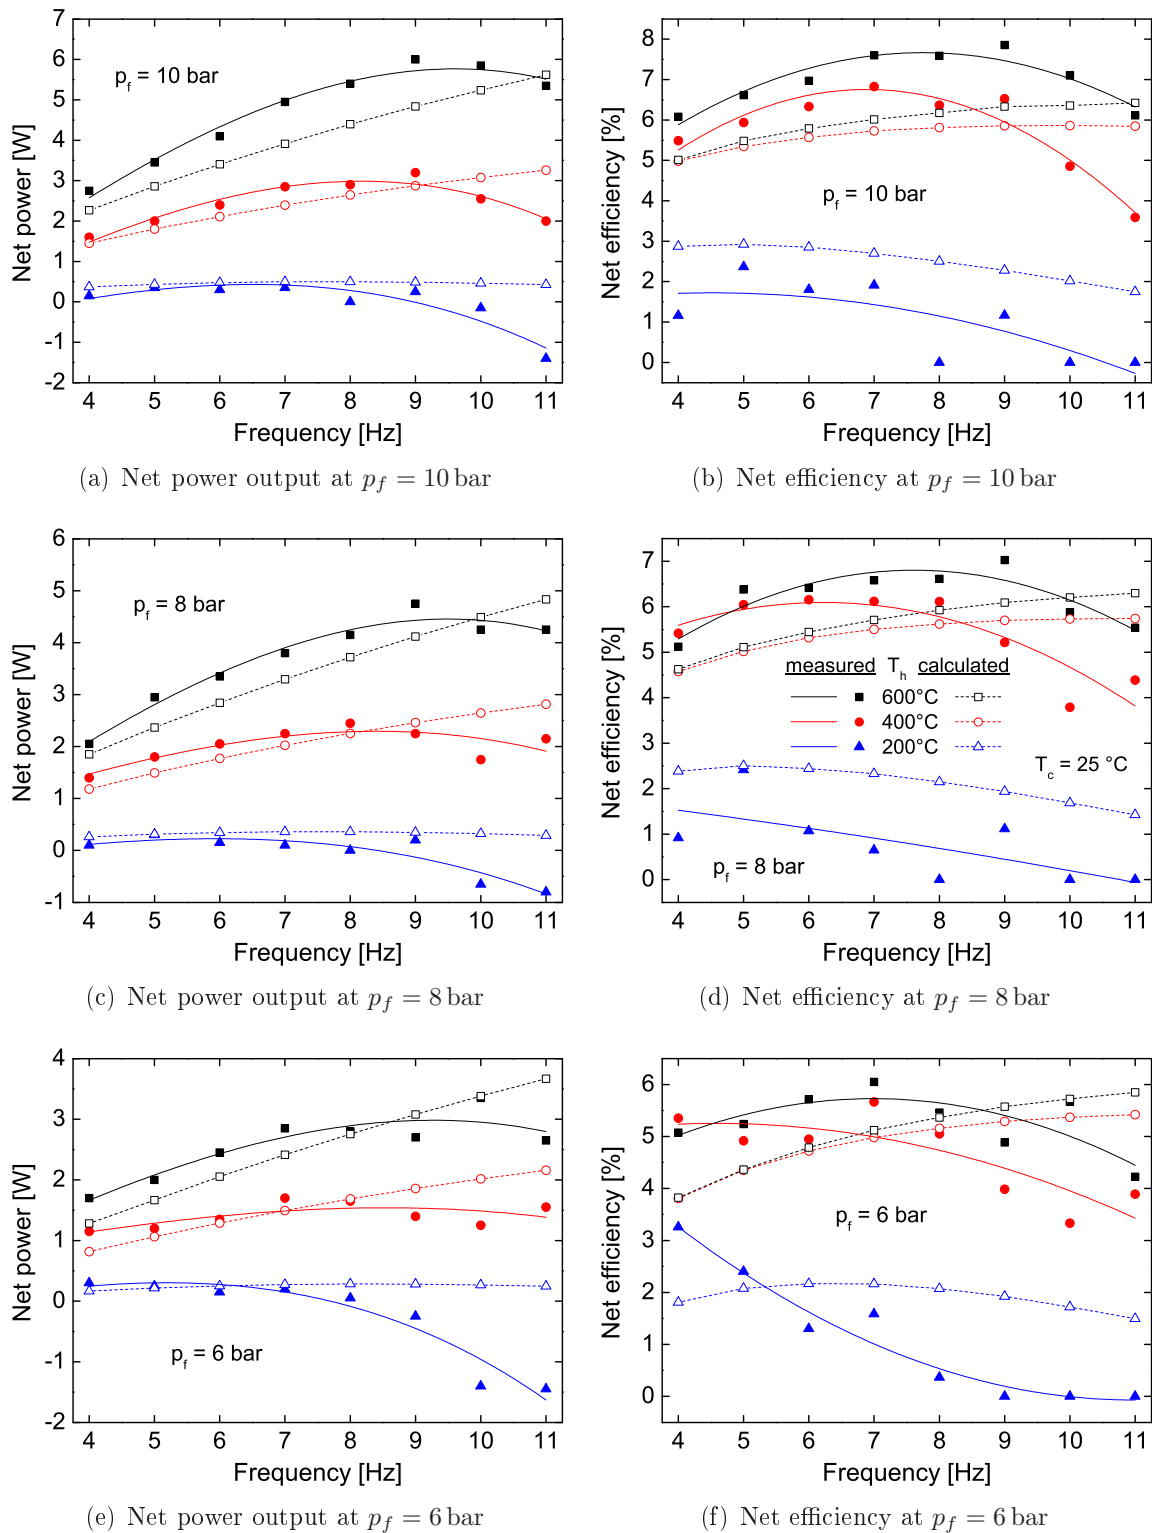 7
6
5
4
3
2
1
0
-1
-2
Net power [W]
p_f = 10 bar
4 5 6 7 8 9 10 11
Frequency [Hz]
(a) Net power output at p_f = 10 bar
8
7
6
5
4
3
2
1
0
Net efficiency [%]
p_f = 10 bar
4 5 6 7 8 9 10 11
Frequency [Hz]
(b) Net efficiency at p_f = 10 bar
6
5
4
3
2
1
0
-1
Net power [W]
p_f = 8 bar
4 5 6 7 8 9 10 11
Frequency [Hz]
(c) Net power output at p_f = 8 bar
7
6
5
4
3
2
1
0
Net efficiency [%]
measured T_h calculated
600°C
400°C
200°C
T_c = 25 °C
p_f = 8 bar
4 5 6 7 8 9 10 11
Frequency [Hz]
(d) Net efficiency at p_f = 8 bar
4
3
2
1
0
-1
-2
Net power [W]
p_f = 6 bar
4 5 6 7 8 9 10 11
Frequency [Hz]
(e) Net power output at p_f = 6 bar
6
5
4
3
2
1
0
Net efficiency [%]
p_f = 6 bar
4 5 6 7 8 9 10 11
Frequency [Hz]
(f) Net efficiency at p_f = 6 bar